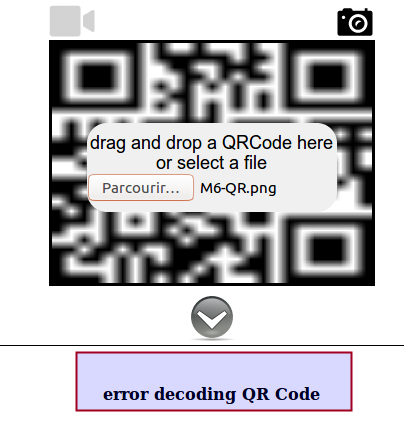 drag and drop a QRCode here
or select a file
Parcourir... M6-QR.png
error decoding QR Code